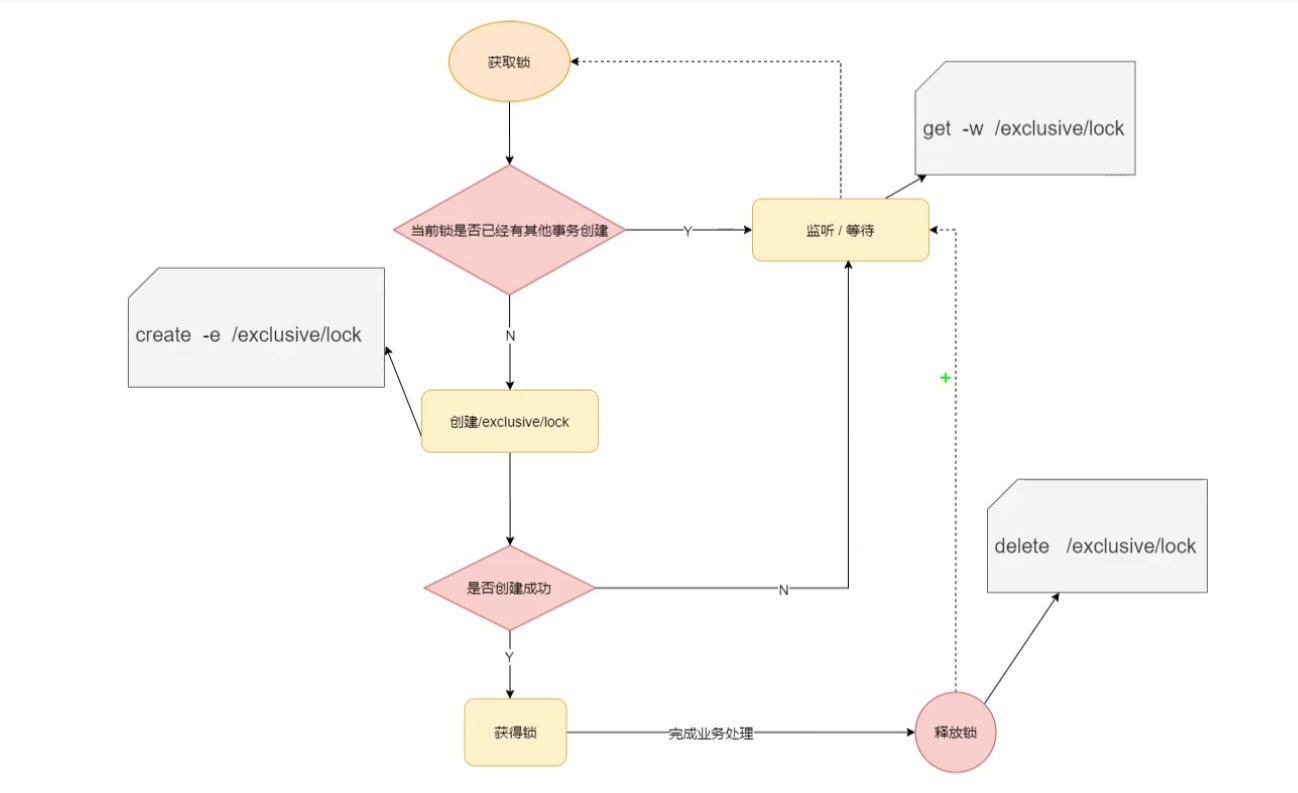 获取锁
get -w /exclusive/lock
当前锁是否已经有其他事务创建
Y
监听 / 等待
create -e /exclusive/lock
N
创建/exclusive/lock
delete /exclusive/lock
是否创建成功
N
Y
获得锁
完成业务处理
释放锁